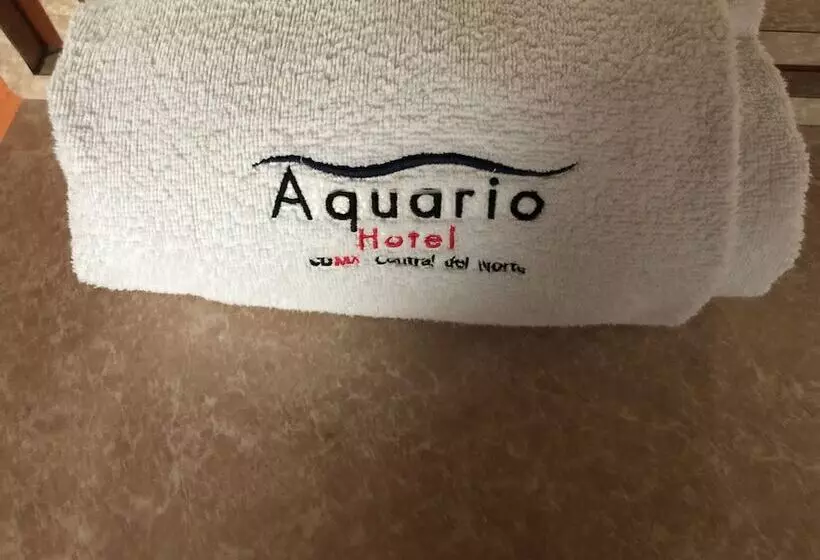 Aquario
Hotel
CDMX Central del Norte